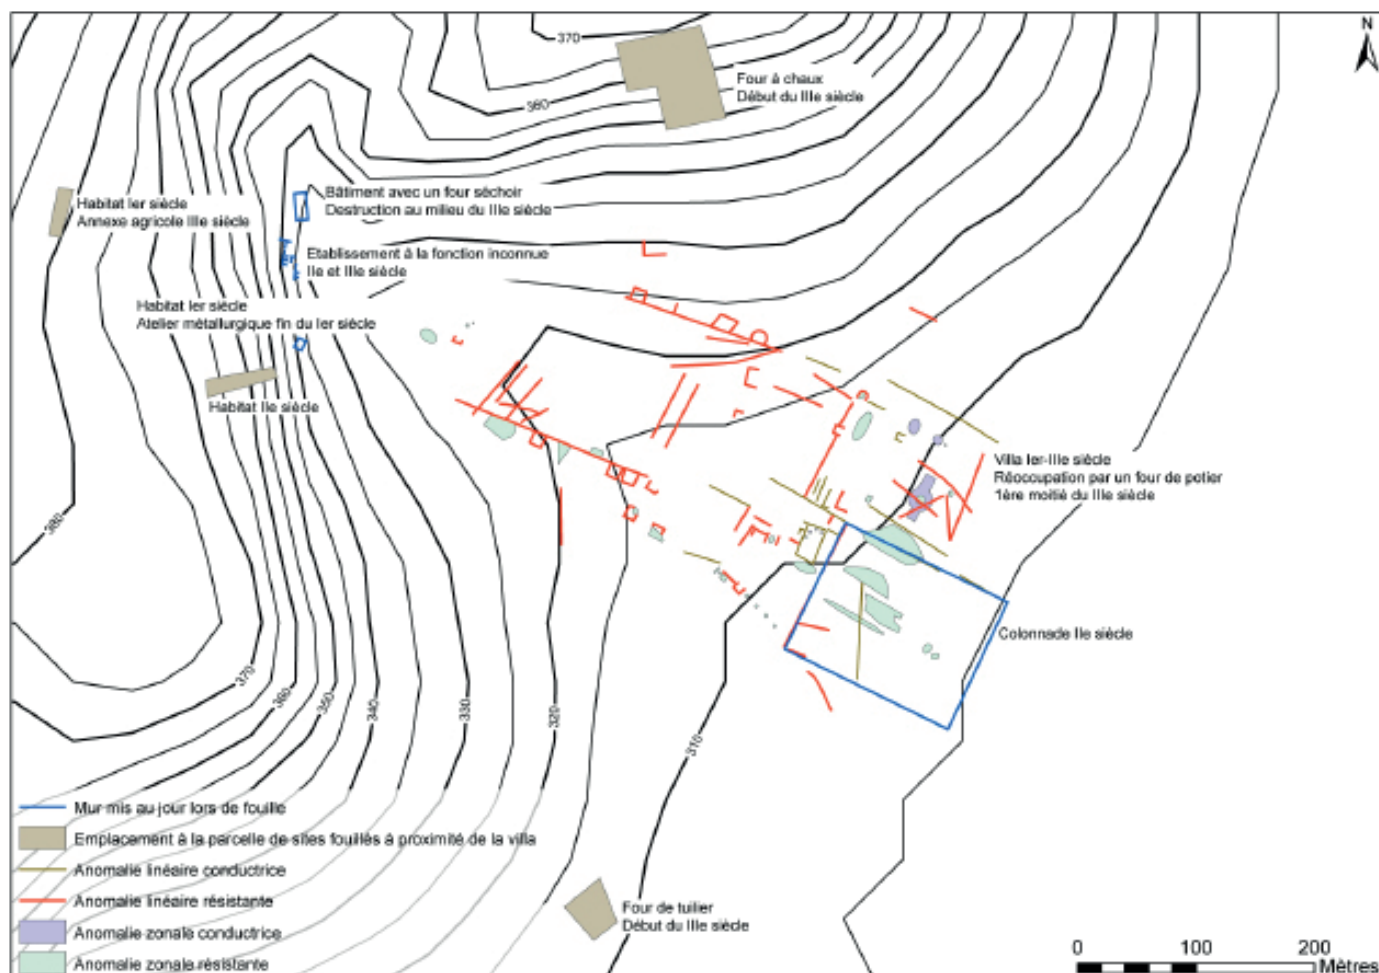 N
370
Four à chaux
Début du IIIe siècle
360
Habitat Ier siècle
Annexe agricole IIIe siècle
Bâtiment avec un four séchoir
Destruction au milieu du IIIe siècle
Etablissement à la fonction inconnue
IIe et IIIe siècle
Habitat Ier siècle
Atelier métallurgique fin du Ier siècle
Habitat IIe siècle
Villa Ier-IIIe siècle
Réoccupation par un four de potier
1ère moitié du IIIe siècle
380
Colonnade IIe siècle
370
360
350
340
330
320
310
Mur mis au jour lors de fouille
Emplacement à la parcelle de sites fouillés à proximité de la villa
Anomalie linéaire conductrice
Anomalie linéaire résistante
Anomalie zonale conductrice
Anomalie zonale résistante
Four de tuilier
Début du IIIe siècle
0 100 200
Mètres